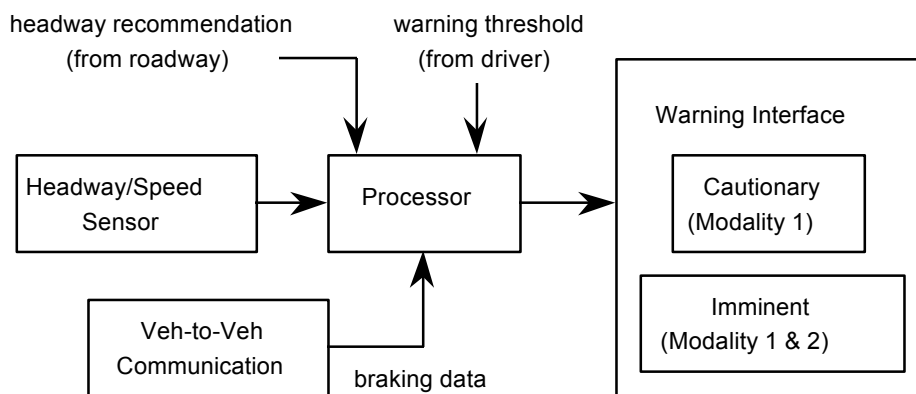 headway recommendation
(from roadway)
warning threshold
(from driver)
Warning Interface
Headway/Speed
Sensor
Processor
Cautionary
(Modality 1)
Imminent
(Modality 1 & 2)
Veh-to-Veh
Communication
braking data